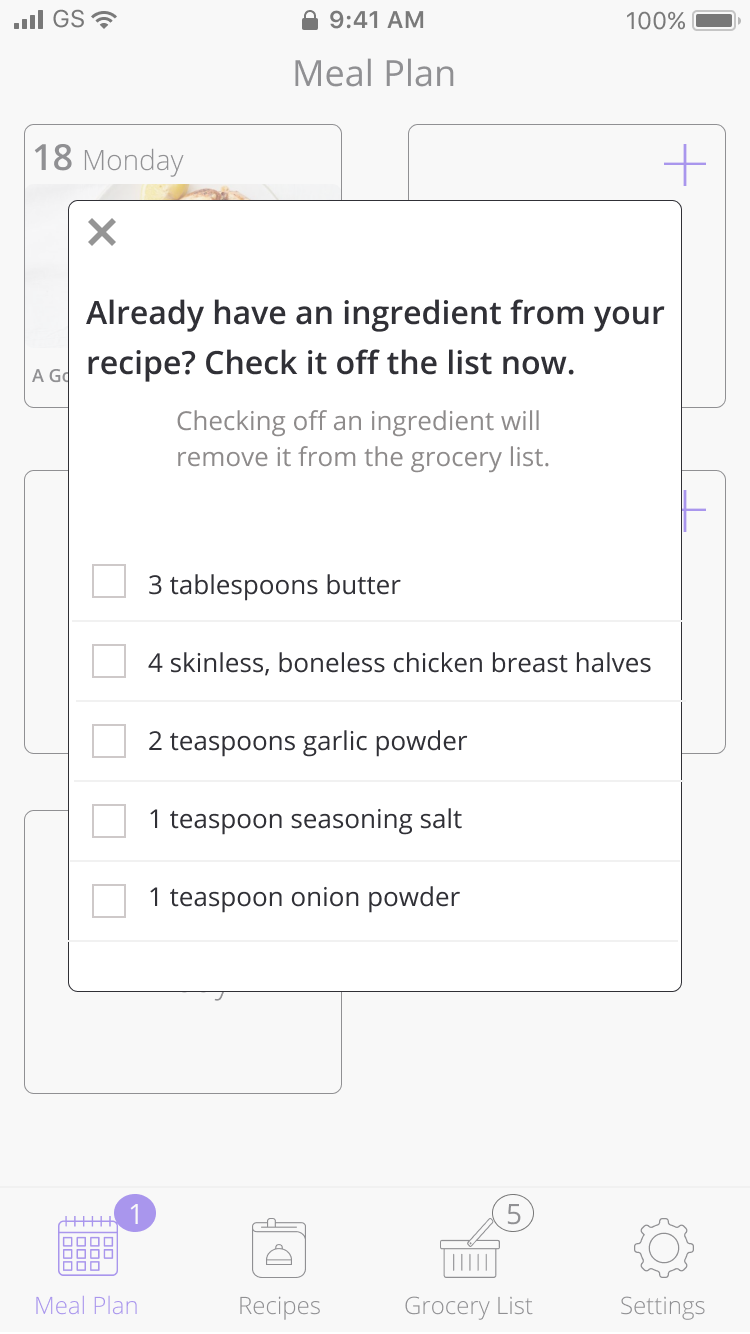 GS 9:41 AM 100%
Meal Plan
18 Monday
Already have an ingredient from your
recipe? Check it off the list now.
A
Checking off an ingredient will
remove it from the grocery list.
3 tablespoons butter
4 skinless, boneless chicken breast halves
2 teaspoons garlic powder
1 teaspoon seasoning salt
1 teaspoon onion powder
1
5
Meal Plan
Recipes
Grocery List
Settings